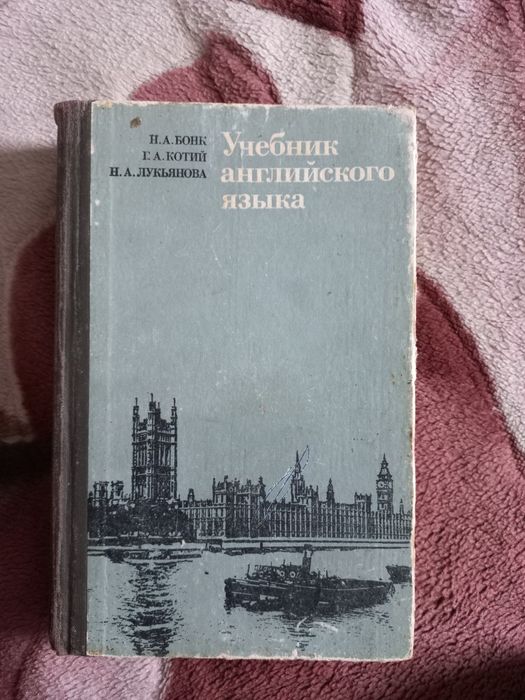 Н.А.БОНК
Г.А.КОТИЙ
Н.А.ЛУКЬЯНОВА
Учебник
английского
языка